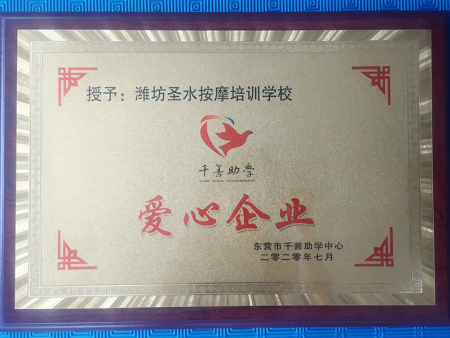 授予：潍坊圣水按摩培训学校
千善助学
爱心企业
东营市千善助学中心
二零二零年七月